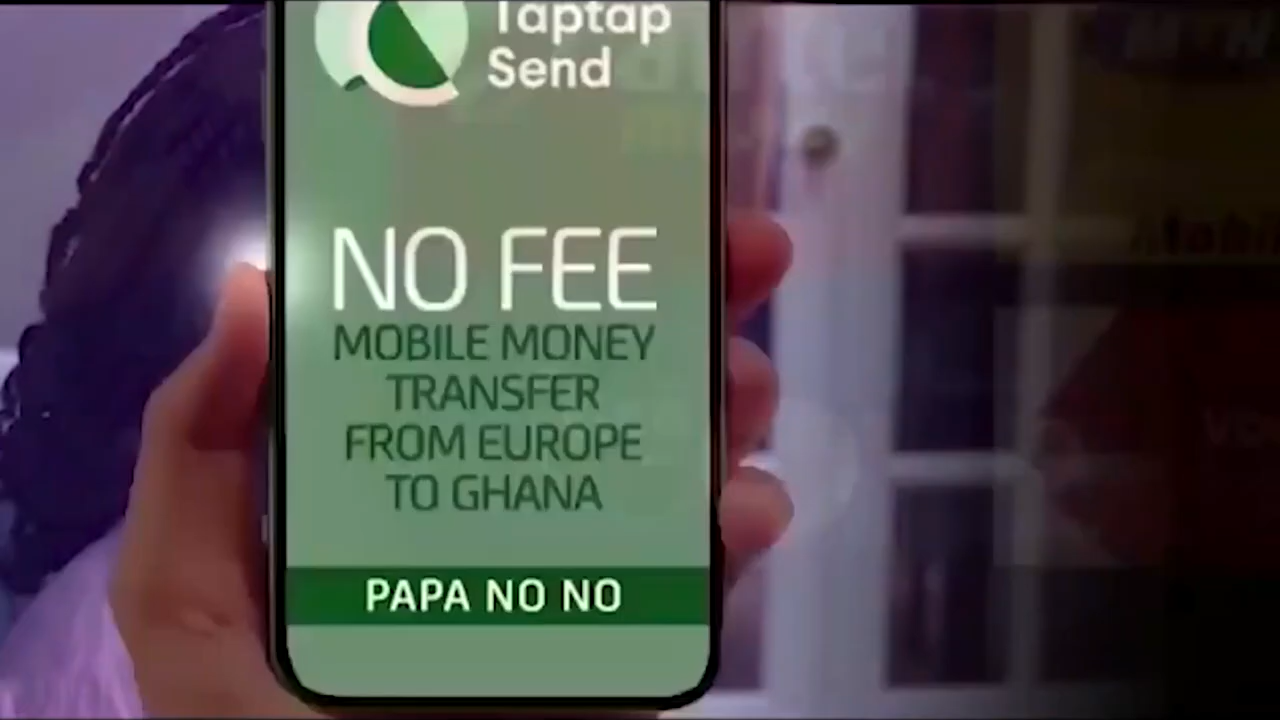 Taptap
Send
NO FEE
MOBILE MONEY
TRANSFER
FROM EUROPE
TO GHANA
PAPA NO NO